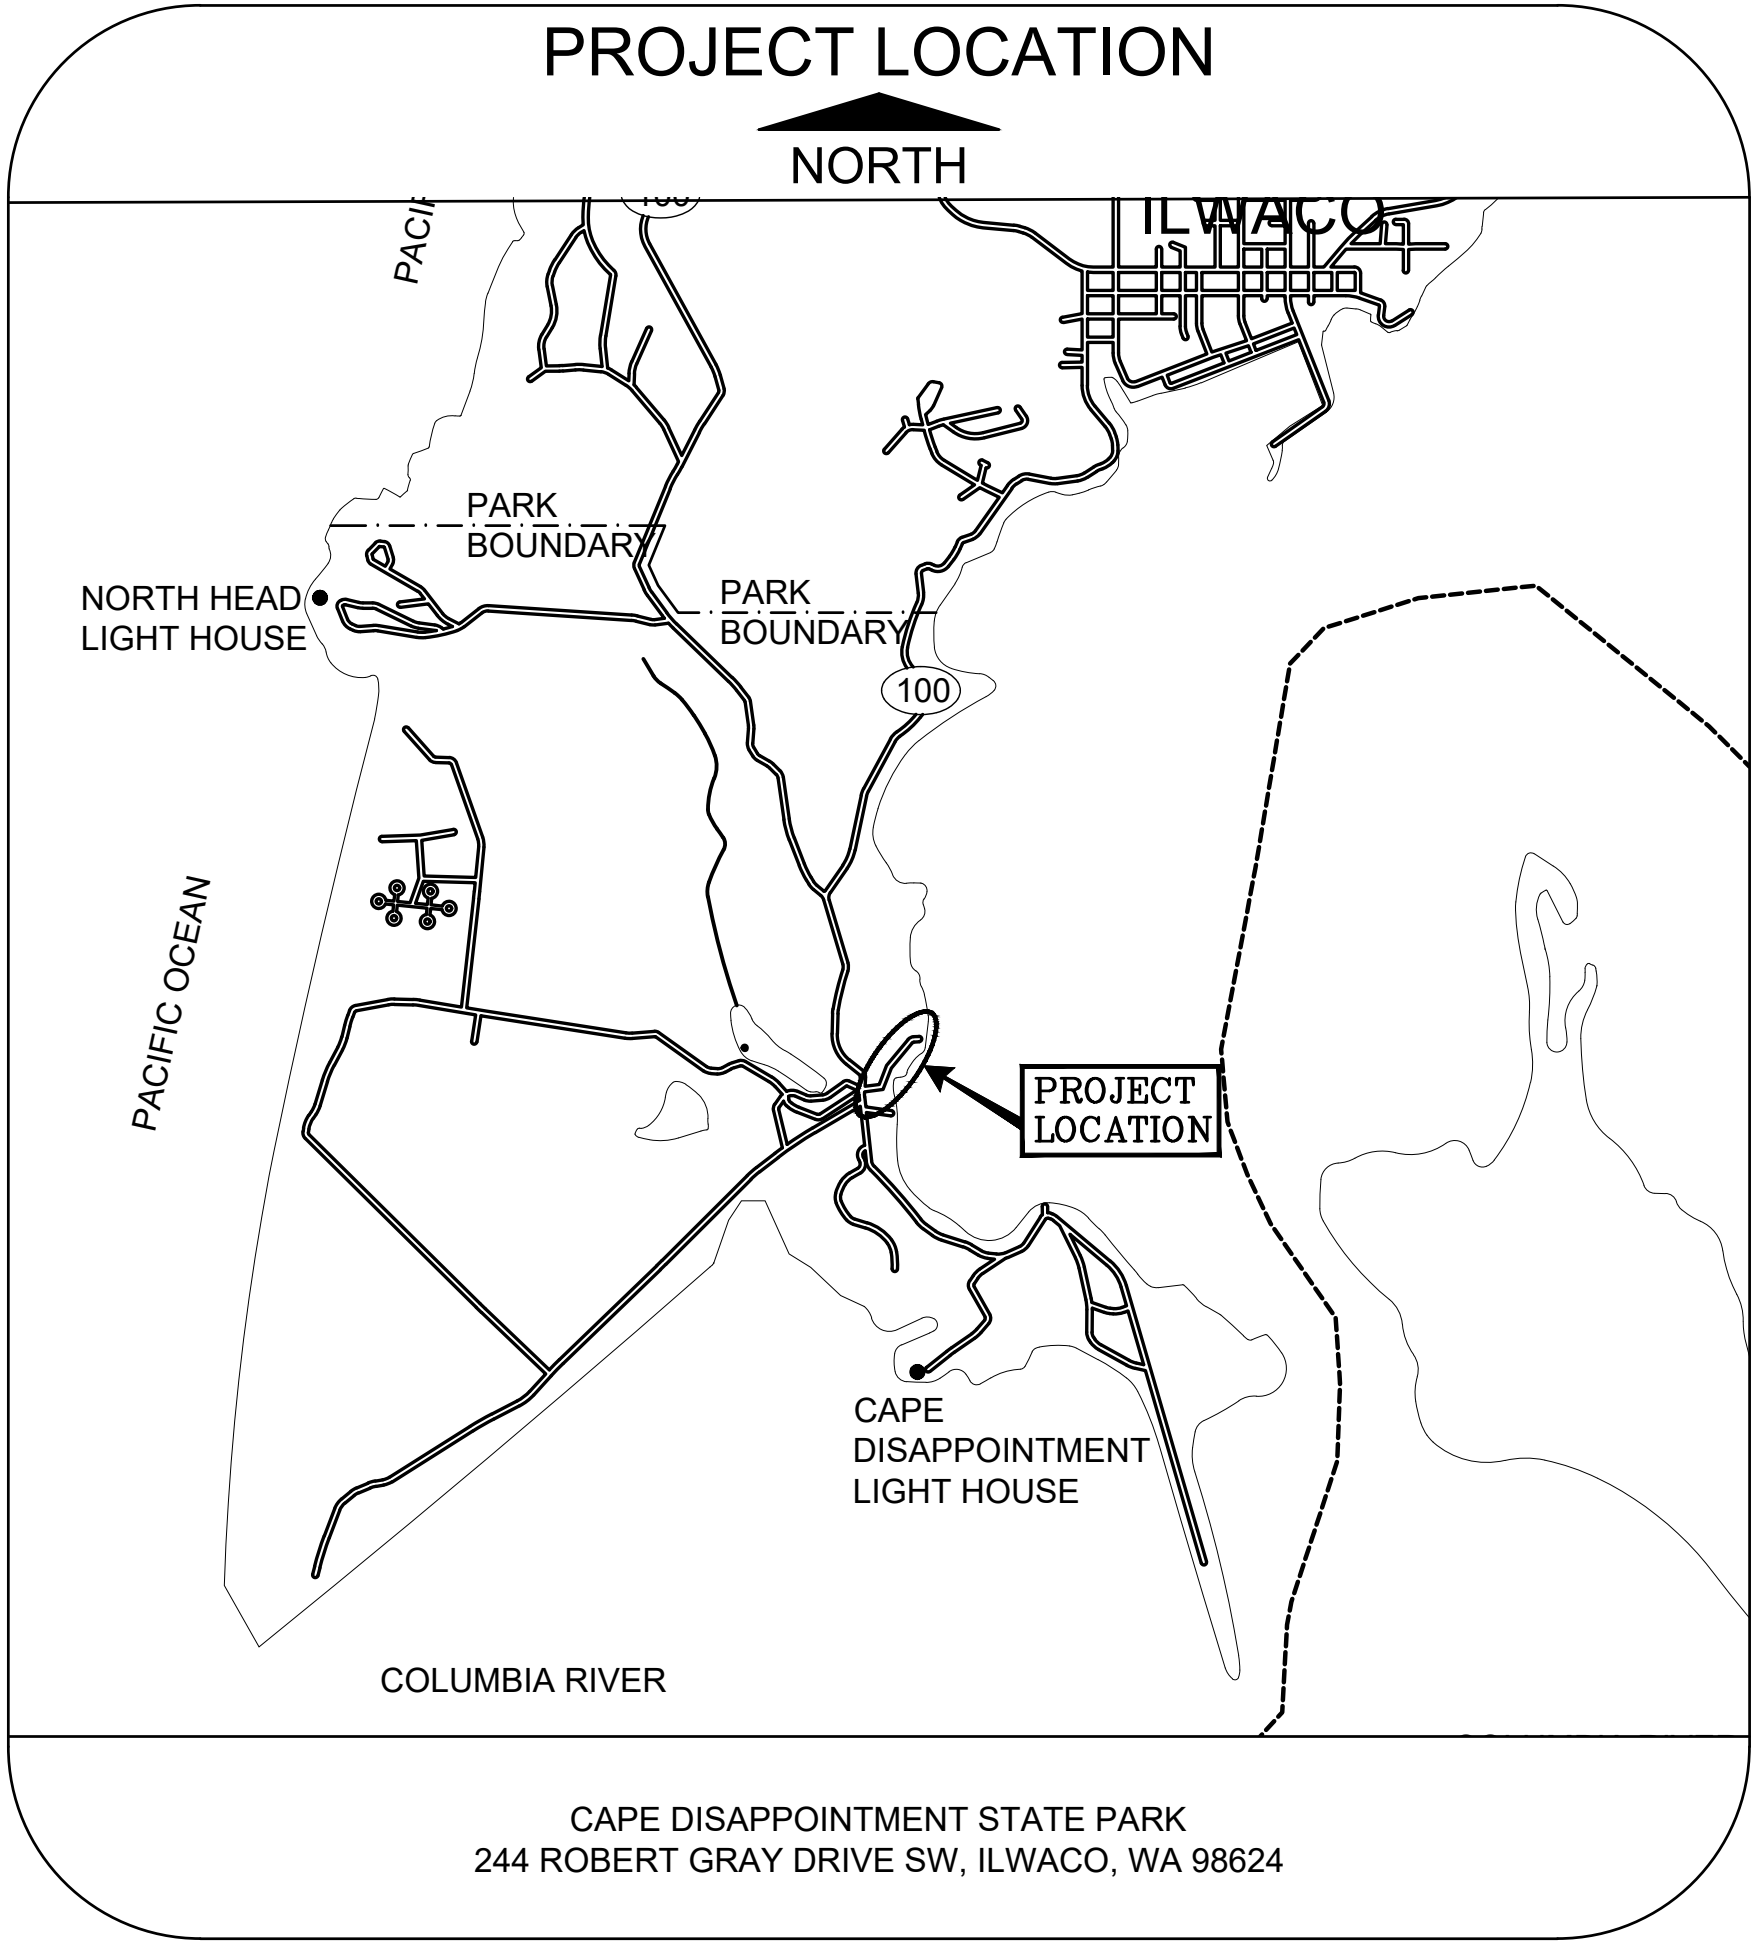 PROJECT LOCATION
NORTH
100
ILWACO
PARK
BOUNDARY
NORTH HEAD
LIGHT HOUSE
PARK
BOUNDARY
100
PACIFIC OCEAN
PROJECT
LOCATION
CAPE
DISAPPOINTMENT
LIGHT HOUSE
COLUMBIA RIVER
CAPE DISAPPOINTMENT STATE PARK
244 ROBERT GRAY DRIVE SW, ILWACO, WA 98624